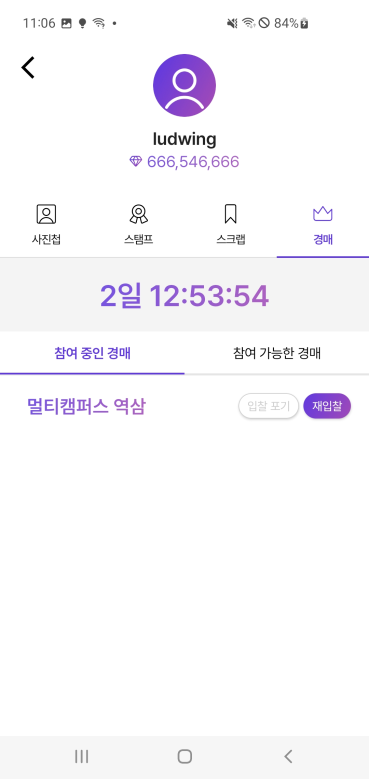 11:06 84%
ludwing
666,546,666
사진첩 스탬프 스크랩 경매
2일 12:53:54
참여 중인 경매 참여 가능한 경매
멀티캠퍼스 역삼 입찰 포기 재입찰